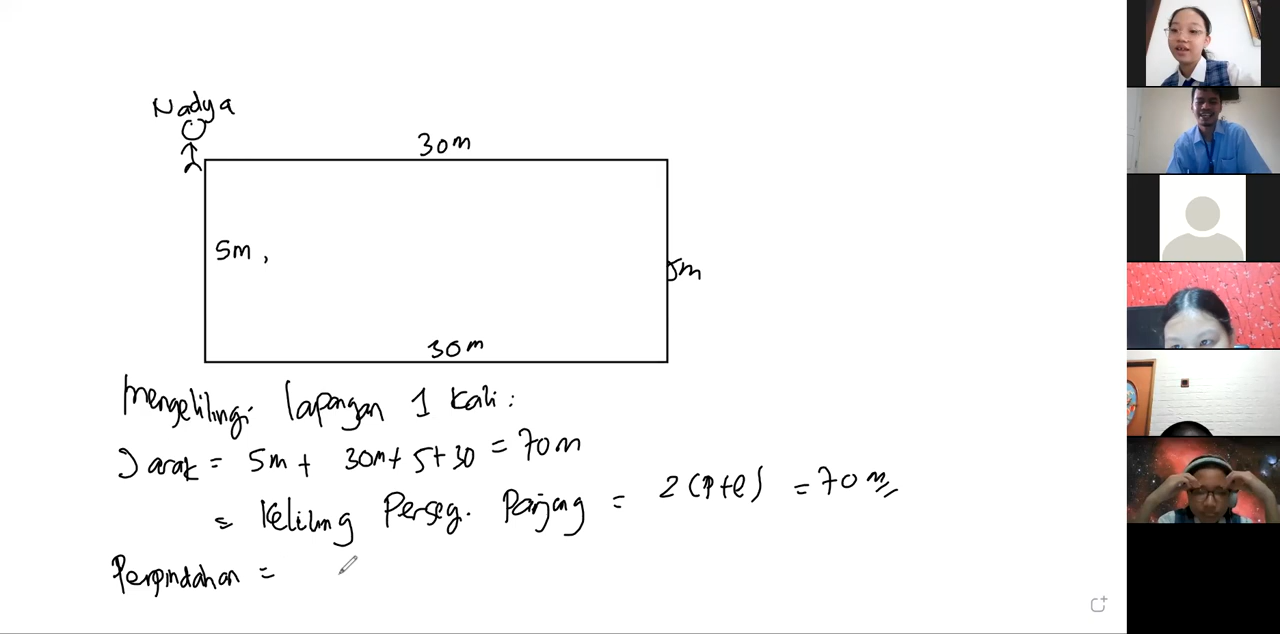 Nadya
30m
5m,
5m
30m
Mengelilingi lapangan 1 kali:
Jarak = 5m + 30m + 5 + 30 = 70m
= Keliling Perseg. Panjang = 2(p+l) = 70m
Perpindahan =